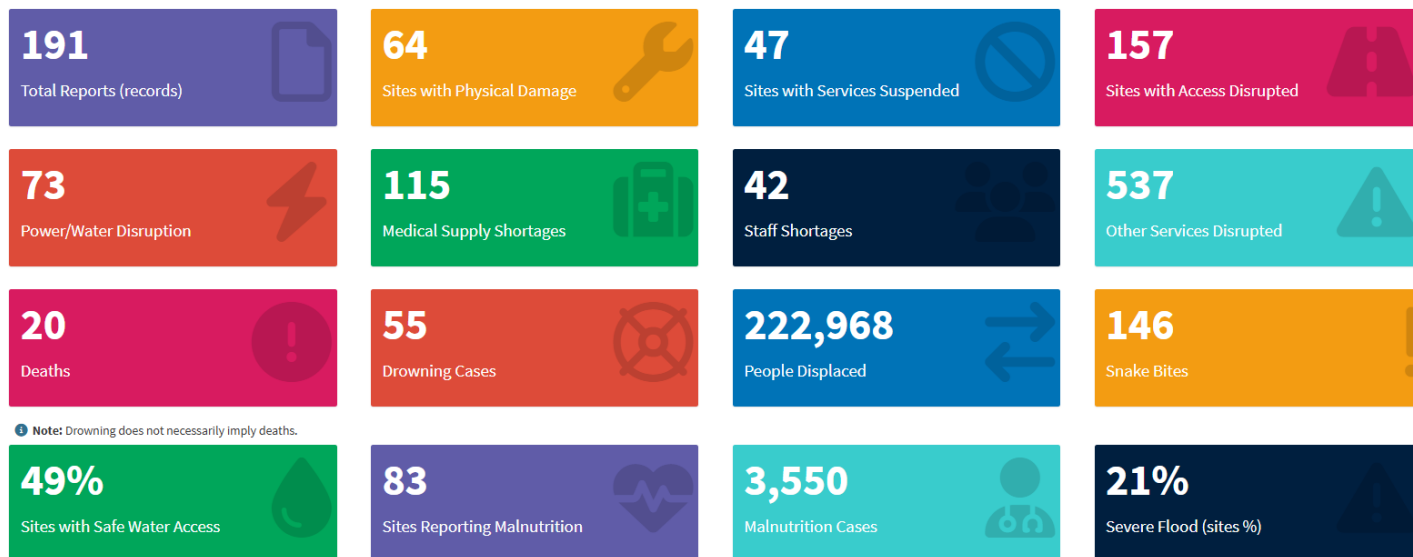 191
Total Reports (records)
64
Sites with Physical Damage
47
Sites with Services Suspended
157
Sites with Access Disrupted
73
Power/Water Disruption
115
Medical Supply Shortages
42
Staff Shortages
537
Other Services Disrupted
20
Deaths
55
Drowning Cases
222,968
People Displaced
146
Snake Bites
Note: Drowning does not necessarily imply deaths.
49%
Sites with Safe Water Access
83
Sites Reporting Malnutrition
3,550
Malnutrition Cases
21%
Severe Flood (sites %)